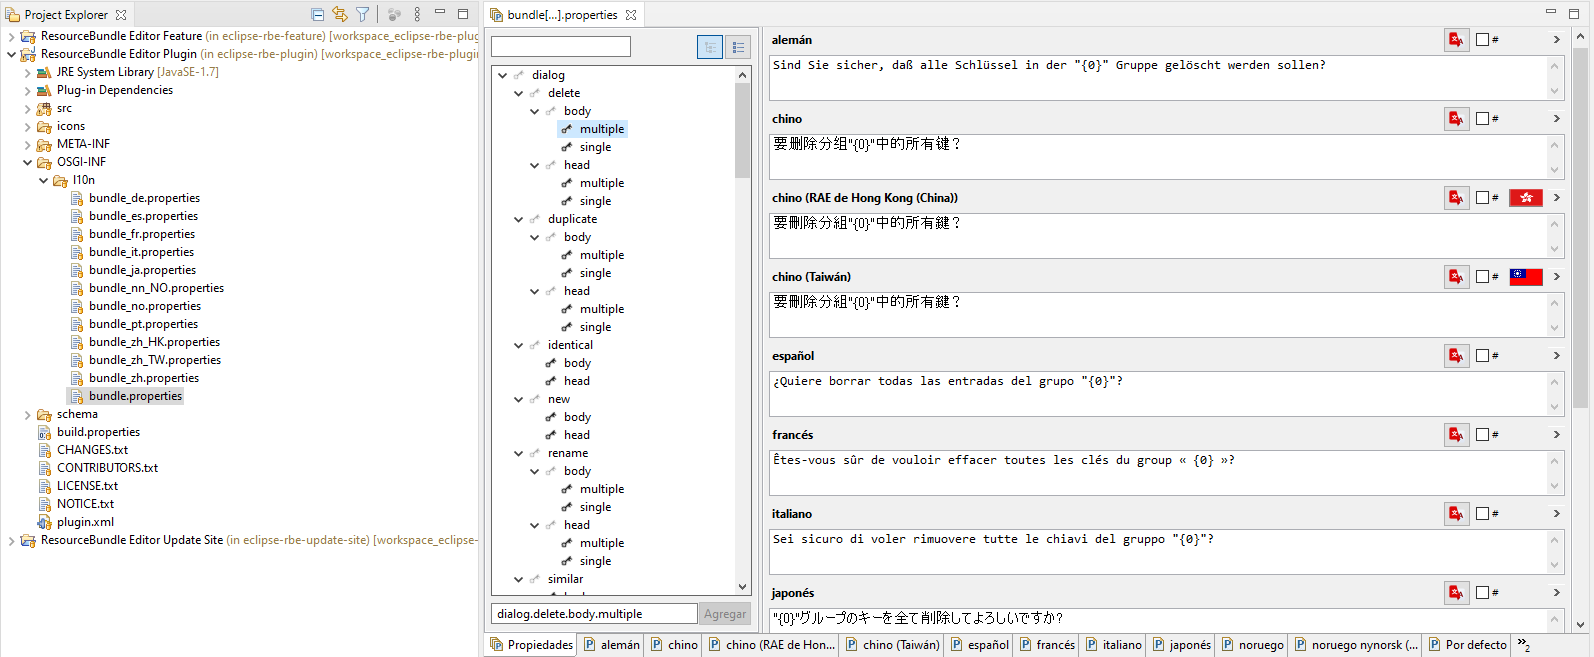 Project Explorer
ResourceBundle Editor Feature (in eclipse-rbe-feature) [workspace_eclipse-rbe-plug
ResourceBundle Editor Plugin (in eclipse-rbe-plugin) [workspace_eclipse-rbe-plugin
JRE System Library [JavaSE-1.7]
Plug-in Dependencies
src
icons
META-INF
OSGI-INF
l10n
bundle_de.properties
bundle_es.properties
bundle_fr.properties
bundle_it.properties
bundle_ja.properties
bundle_nn_NO.properties
bundle_no.properties
bundle_pt.properties
bundle_zh_HK.properties
bundle_zh_TW.properties
bundle_zh.properties
bundle.properties
schema
build.properties
CHANGES.txt
CONTRIBUTORS.txt
LICENSE.txt
NOTICE.txt
plugin.xml
ResourceBundle Editor Update Site (in eclipse-rbe-update-site) [workspace_eclipse-
bundle[...].properties
dialog
delete
body
multiple
single
head
multiple
single
duplicate
body
multiple
single
head
multiple
single
identical
body
head
new
body
head
rename
body
multiple
single
head
multiple
single
similar
dialog.delete.body.multiple
Agregar
alemán #
Sind Sie sicher, daß alle Schlüssel in der "{0}" Gruppe gelöscht werden sollen?
chino #
要删除分组"{0}"中的所有键？
chino (RAE de Hong Kong (China)) #
要刪除分組"{0}"中的所有鍵？
chino (Taiwán) #
要刪除分組"{0}"中的所有鍵？
español #
¿Quiere borrar todas las entradas del grupo "{0}"?
francés #
Êtes-vous sûr de vouloir effacer toutes les clés du group « {0} »?
italiano #
Sei sicuro di voler rimuovere tutte le chiavi del gruppo "{0}"?
japonés #
"{0}"グループのキーを全て削除してよろしいですか?
Propiedades alemán chino chino (RAE de Hon... chino (Taiwán) español francés italiano japonés noruego noruego nynorsk (... Por defecto »2